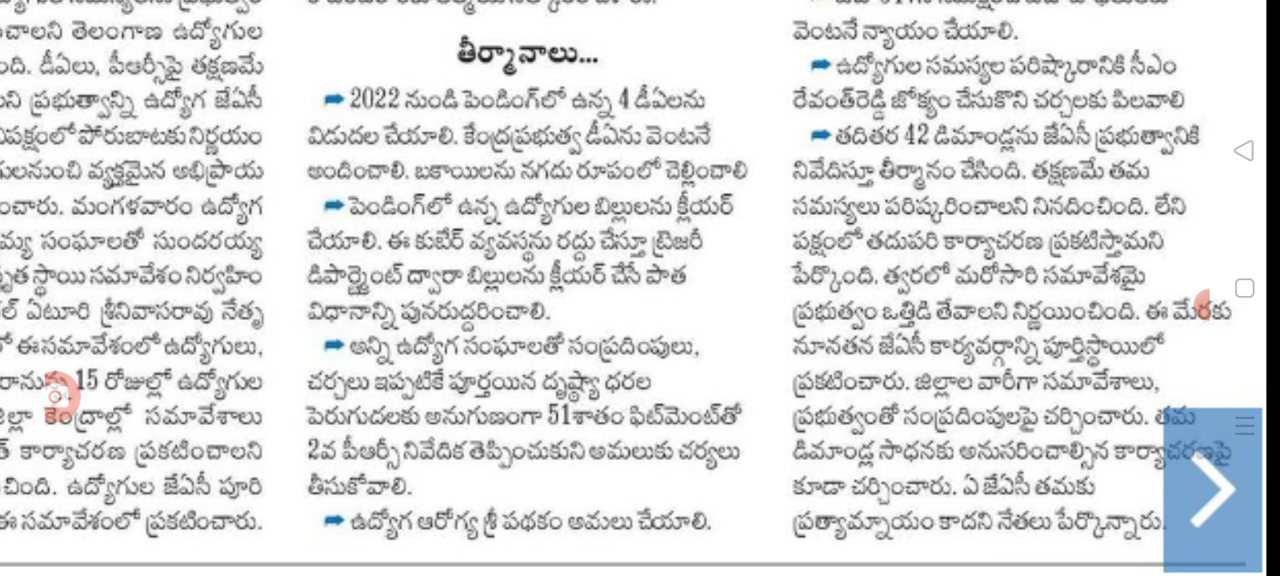 చాలని తెలంగాణ ఉద్యోగుల
ంది. డీఏలు, పీఆర్సీపై తక్షణమే
ని ప్రభుత్వాన్ని ఉద్యోగ జేఏసీ
పక్షంలో పోరుబాటకు నిర్ణయం
లనుంచి వ్యక్తమైన అభిప్రాయ
ంచారు. మంగళవారం ఉద్యోగ
మ్య సంఘాలతో సుందరయ్య
ృత స్థాయి సమావేశం నిర్వహిం
ల్ ఏటూరి శ్రీనివాసరావు నేతృ
ో ఈసమావేశంలో ఉద్యోగులు,
రానున్న 15 రోజుల్లో ఉద్యోగుల
ల్లా కేంద్రాల్లో సమావేశాలు
త్ కార్యాచరణ ప్రకటించాలని
చింది. ఉద్యోగుల జేఏసీ పూరి
ఈ సమావేశంలో ప్రకటించారు.
తీర్మానాలు...
➡ 2022 నుండి పెండింగ్‌లో ఉన్న 4 డీఏలను
విడుదల చేయాలి. కేంద్రప్రభుత్వ డీఏను వెంటనే
అందించాలి. బకాయిలను నగదు రూపంలో చెల్లించాలి
➡ పెండింగ్‌లో ఉన్న ఉద్యోగుల బిల్లులను క్లీయర్
చేయాలి. ఈ కుబేర్ వ్యవస్థను రద్దు చేస్తూ ట్రెజరీ
డిపార్ట్మెంట్ ద్వారా బిల్లులను క్లీయర్ చేసే పాత
విధానాన్ని పునరుద్దరించాలి.
➡ అన్ని ఉద్యోగ సంఘాలతో సంప్రదింపులు,
చర్చలు ఇప్పటికే పూర్తయిన దృష్ట్యా ధరల
పెరుగుదలకు అనుగుణంగా 51శాతం ఫిట్‌మెంట్‌తో
2వ పీఆర్సీ నివేదిక తెప్పించుకుని అమలుకు చర్యలు
తీసుకోవాలి.
➡ ఉద్యోగ ఆరోగ్య శ్రీ పథకం అమలు చేయాలి.
వెంటనే న్యాయం చేయాలి.
➡ ఉద్యోగుల సమస్యల పరిష్కారానికి సీఎం
రేవంత్‌రెడ్డి జోక్యం చేసుకొని చర్చలకు పిలవాలి
➡ తదితర 42 డిమాండ్లను జేఏసీ ప్రభుత్వానికి
నివేదిస్తూ తీర్మానం చేసింది. తక్షణమే తమ
సమస్యలు పరిష్కరించాలని నినదించింది. లేని
పక్షంలో తదుపరి కార్యాచరణ ప్రకటిస్తామని
పేర్కొంది. త్వరలో మరోసారి సమావేశమై
ప్రభుత్వం ఒత్తిడి తేవాలని నిర్ణయించింది. ఈ మేరకు
నూనతన జేఏసీ కార్యవర్గాన్ని పూర్తిస్థాయిలో
ప్రకటించారు. జిల్లాల వారీగా సమావేశాలు,
ప్రభుత్వంతో సంప్రదింపులపై చర్చించారు. తమ
డిమాండ్ల సాధనకు అనుసరించాల్సిన కార్యాచరణపై
కూడా చర్చించారు. ఏ జేఏసీ తమకు
ప్రత్యామ్నాయం కాదని నేతలు పేర్కొన్నారు.